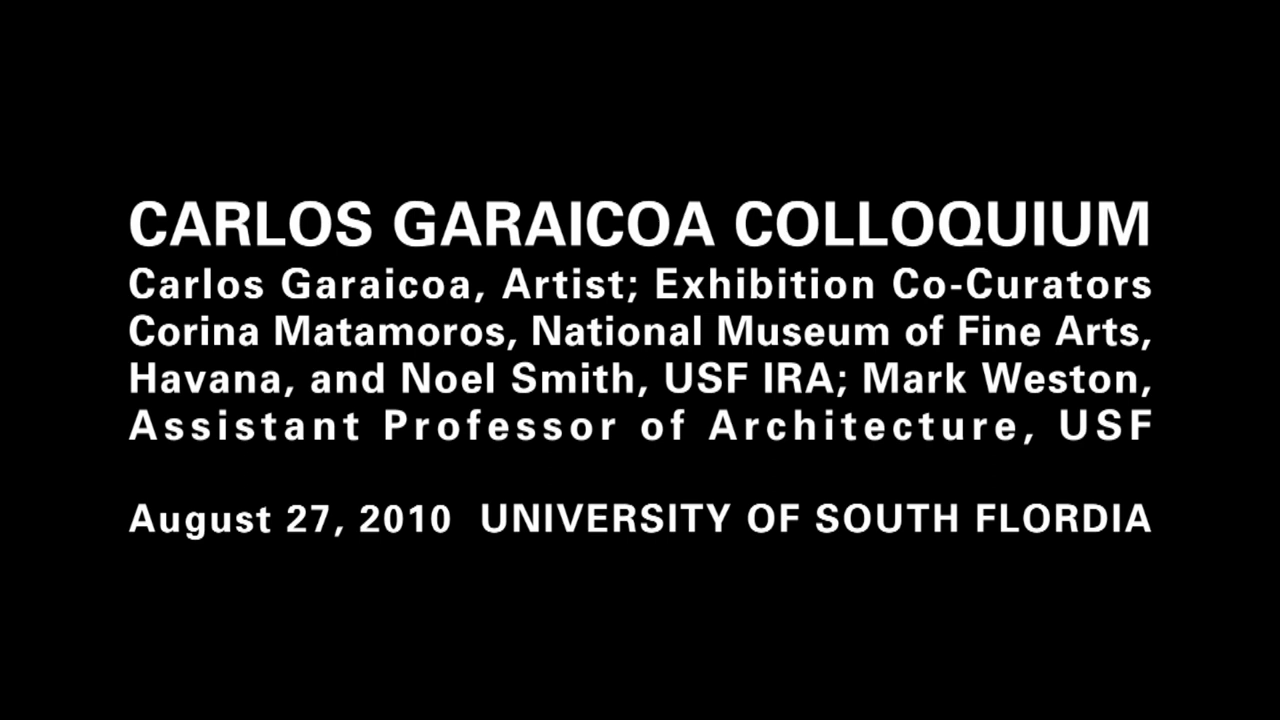 CARLOS GARAICOA COLLOQUIUM
Carlos Garaicoa, Artist; Exhibition Co-Curators
Corina Matamoros, National Museum of Fine Arts,
Havana, and Noel Smith, USF IRA; Mark Weston,
Assistant Professor of Architecture, USF
August 27, 2010 UNIVERSITY OF SOUTH FLORDIA